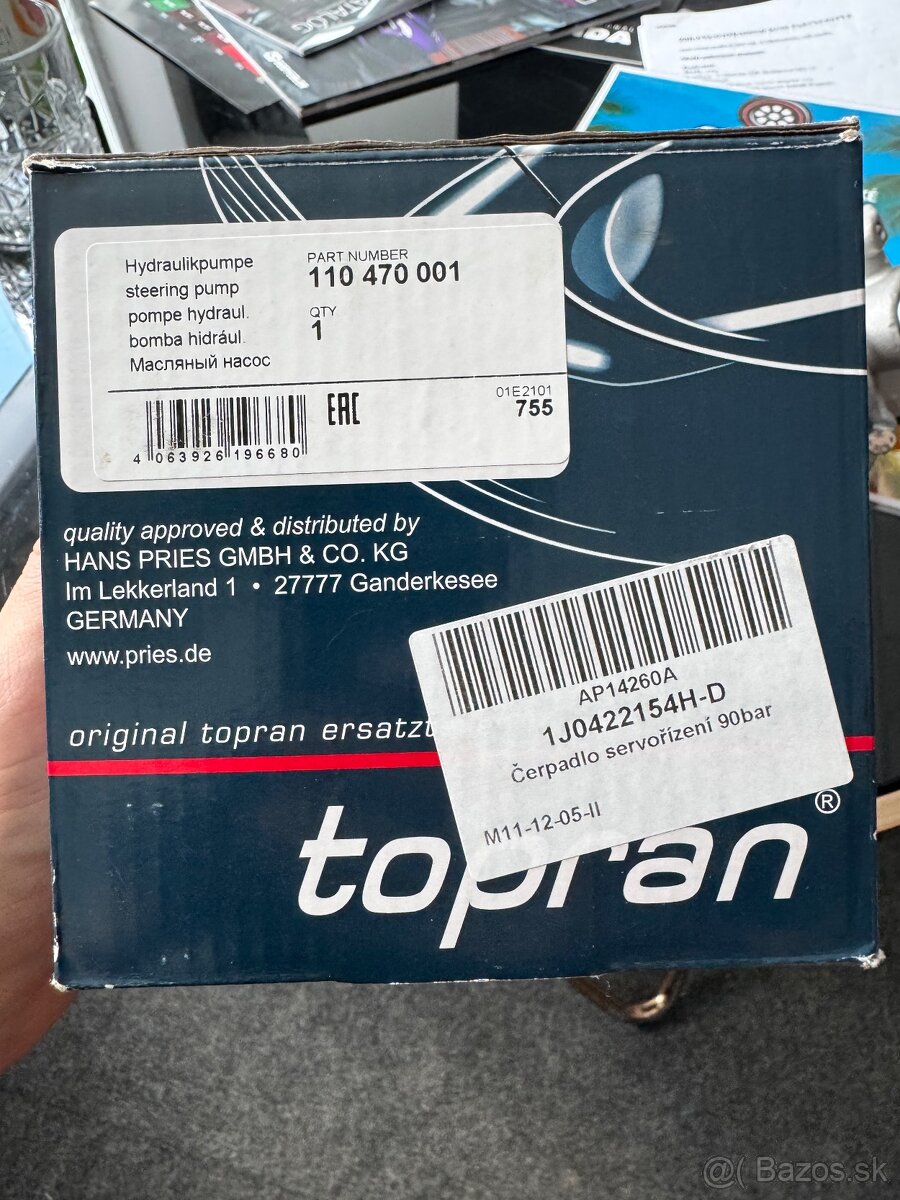 CATALOG
Hydraulikpumpe
steering pump
pompe hydraul.
bomba hidrául.
Масляный насос
PART NUMBER
110 470 001
QTY
1
EAC
01E2101
755
4 063926 196680
quality approved & distributed by
HANS PRIES GMBH & CO. KG
Im Lekkerland 1 • 27777 Ganderkesee
GERMANY
www.pries.de
original topran ersatzt
AP14260A
1J0422154H-D
Čerpadlo servořízení 90bar
M11-12-05-II
topran®
@( Bazos.sk